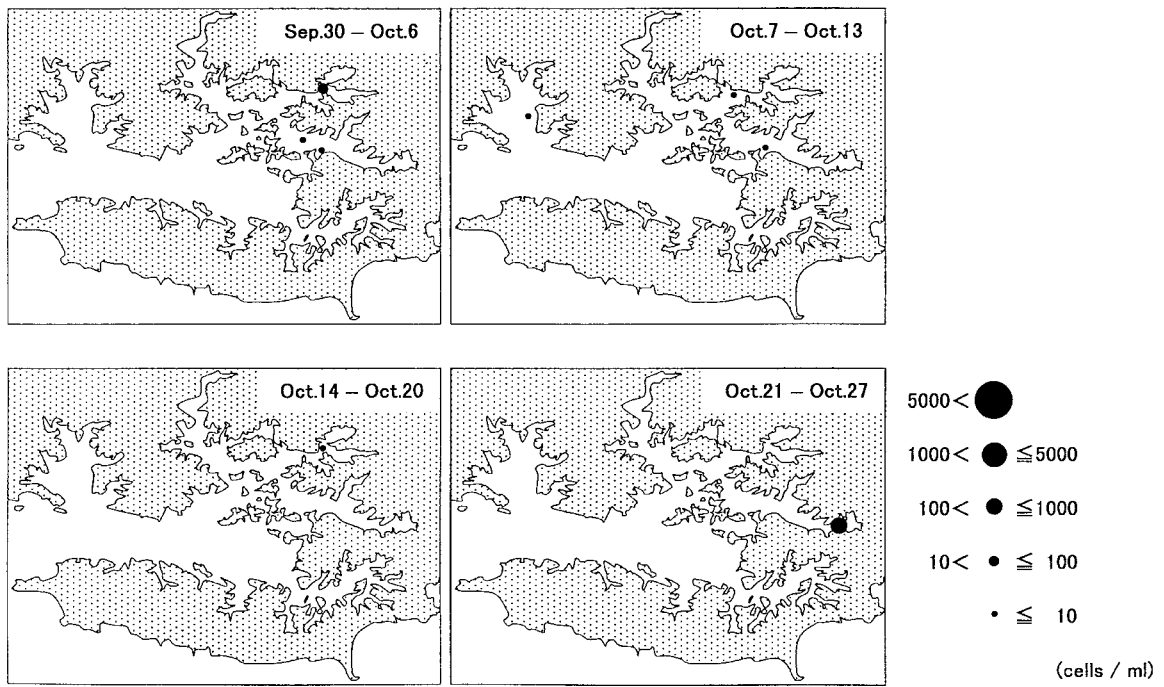 Sep.30 – Oct.6
Oct.7 – Oct.13
Oct.14 – Oct.20
Oct.21 – Oct.27
5000<
1000< ≦5000
100< ≦1000
10< ≦ 100
≦ 10
(cells / ml)